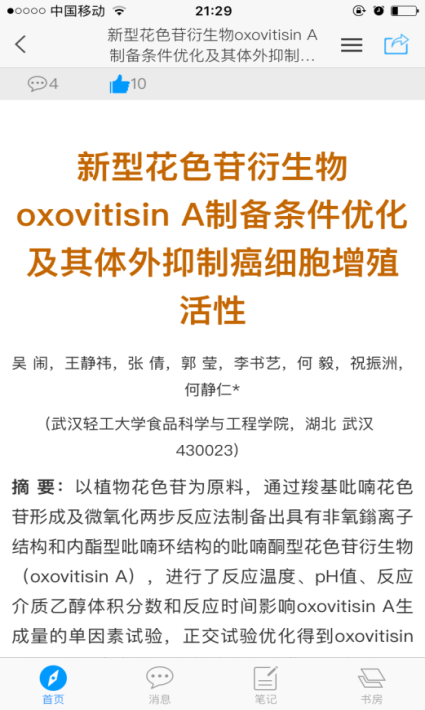 中国移动 21:29
新型花色苷衍生物oxovitisin A
制备条件优化及其体外抑制...
4 10
新型花色苷衍生物
oxovitisin A制备条件优化
及其体外抑制癌细胞增殖
活性
吴 闹，王静祎，张 倩，郭 莹，李书艺，何 毅，祝振洲，
何静仁*
（武汉轻工大学食品科学与工程学院，湖北 武汉
430023）
摘 要：以植物花色苷为原料，通过羧基吡喃花色
苷形成及微氧化两步反应法制备出具有非氧鎓离子
结构和内酯型吡喃环结构的吡喃酮型花色苷衍生物
（oxovitisin A），进行了反应温度、pH值、反应
介质乙醇体积分数和反应时间影响oxovitisin A生
成量的单因素试验，正交试验优化得到oxovitisin
首页 消息 笔记 书房